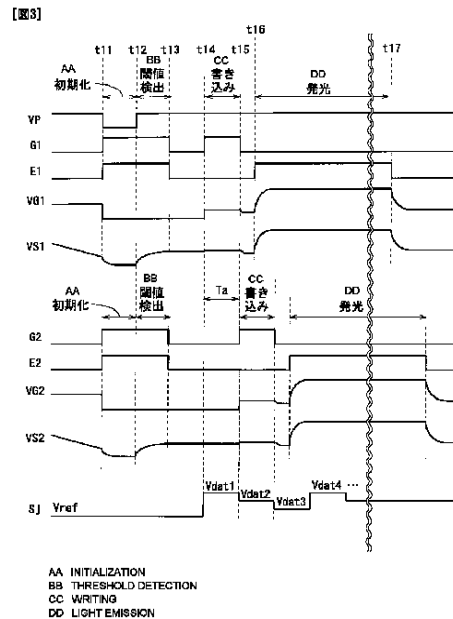 [図3]
t16
t11 t12 t13 t14 t15 t17
AA
初期化
BB
閾値
検出
CC
書き
込み
DD
発光
VP
G1
E1
VG1
VS1
AA
初期化
BB
閾値
検出
Ta
CC
書き
込み
DD
発光
G2
E2
VG2
VS2
Vdat1 Vdat2 Vdat3 Vdat4 ...
Sj Vref
AA INITIALIZATION
BB THRESHOLD DETECTION
CC WRITING
DD LIGHT EMISSION